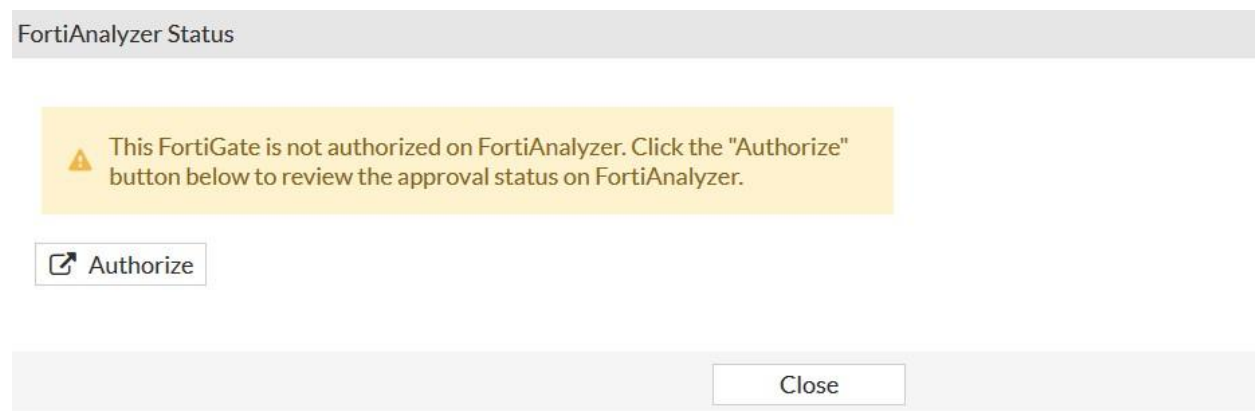 FortiAnalyzer Status
This FortiGate is not authorized on FortiAnalyzer. Click the "Authorize"
button below to review the approval status on FortiAnalyzer.
Authorize
Close